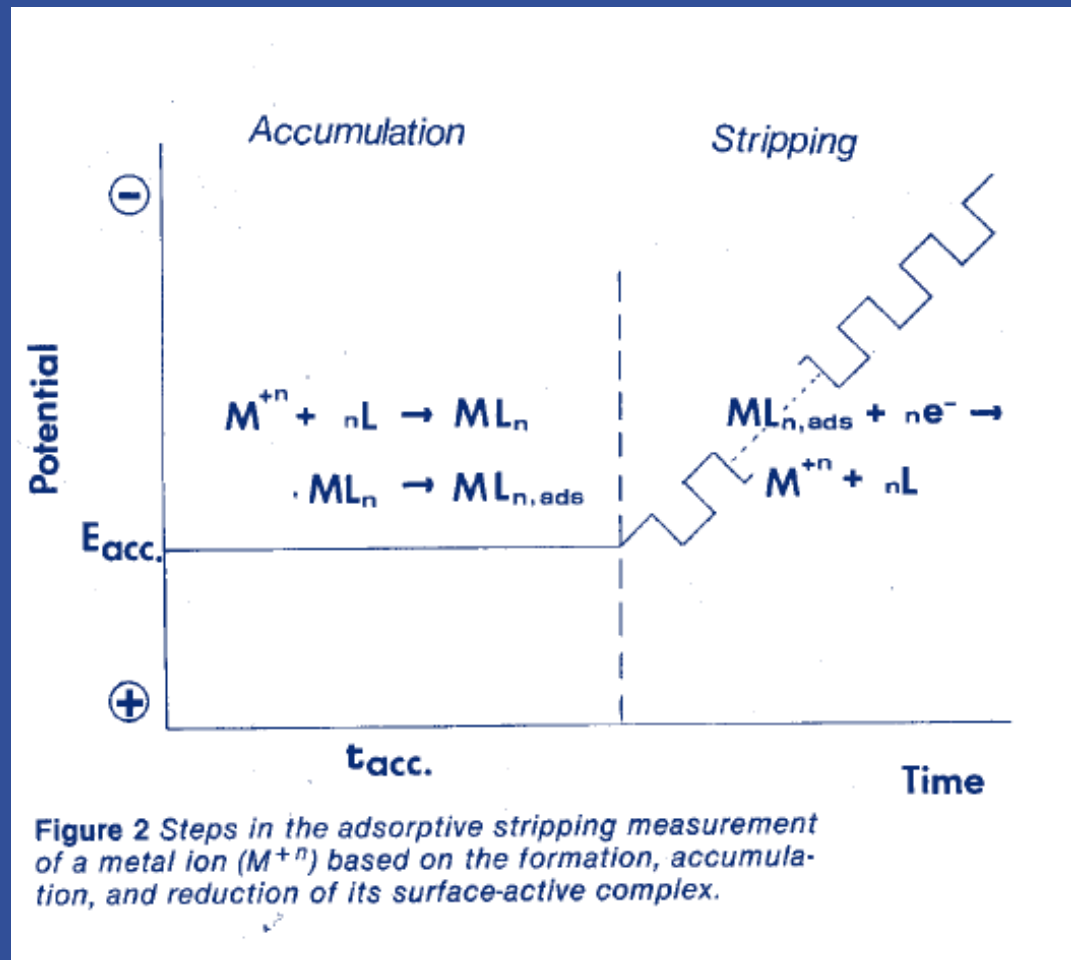 Accumulation
Stripping
⊖
Potential
M⁺ⁿ + ₙL → MLₙ
MLₙ → MLₙ,ads
MLₙ,ads + ₙe⁻ →
M⁺ⁿ + ₙL
Eacc.
⊕
tacc.
Time
Figure 2 Steps in the adsorptive stripping measurement
of a metal ion (M⁺ⁿ) based on the formation, accumula-
tion, and reduction of its surface-active complex.